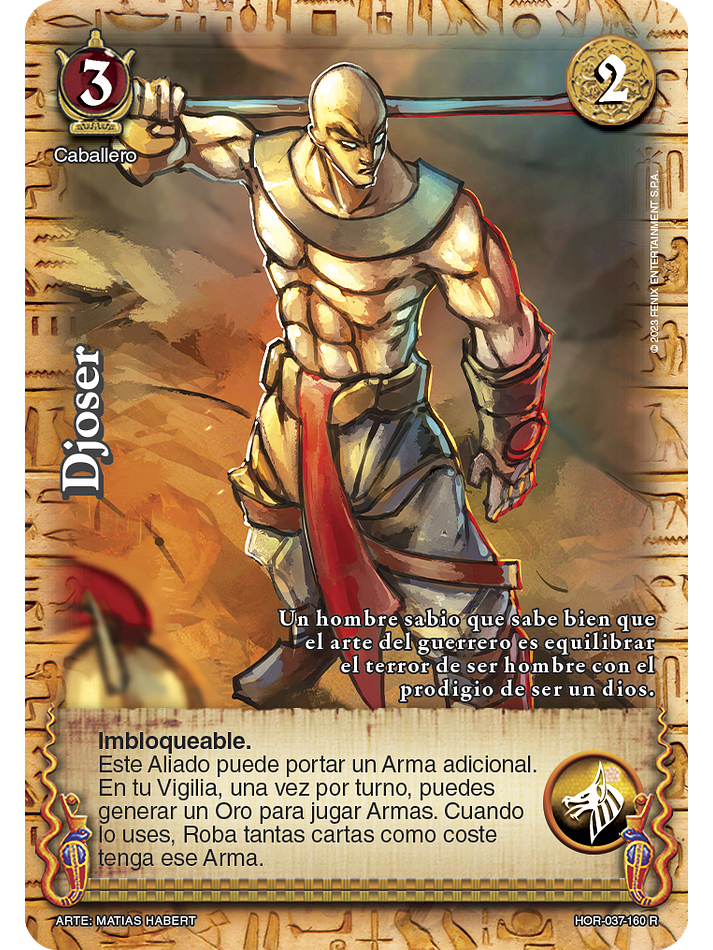 3
2
Caballero
© 2023 FENIX ENTERTAINMENT S.P.A.
Djoser
Un hombre sabio que sabe bien que
el arte del guerrero es equilibrar
el terror de ser hombre con el
prodigio de ser un dios.
Imbloqueable.
Este Aliado puede portar un Arma adicional.
En tu Vigilia, una vez por turno, puedes
generar un Oro para jugar Armas. Cuando
lo uses, Roba tantas cartas como coste
tenga ese Arma.
ARTE: MATIAS HABERT
HOR-037-160 R